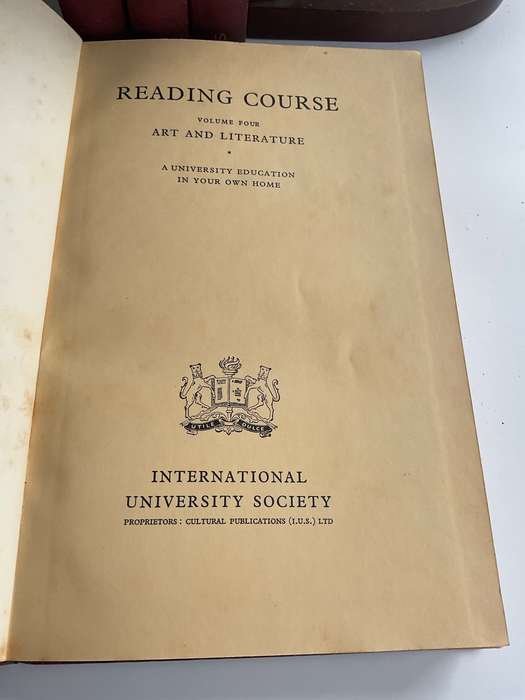 READING COURSE
VOLUME FOUR
ART AND LITERATURE
*
A UNIVERSITY EDUCATION
IN YOUR OWN HOME
UTILE DULCE
INTERNATIONAL
UNIVERSITY SOCIETY
PROPRIETORS: CULTURAL PUBLICATIONS (I.U.S.) LTD